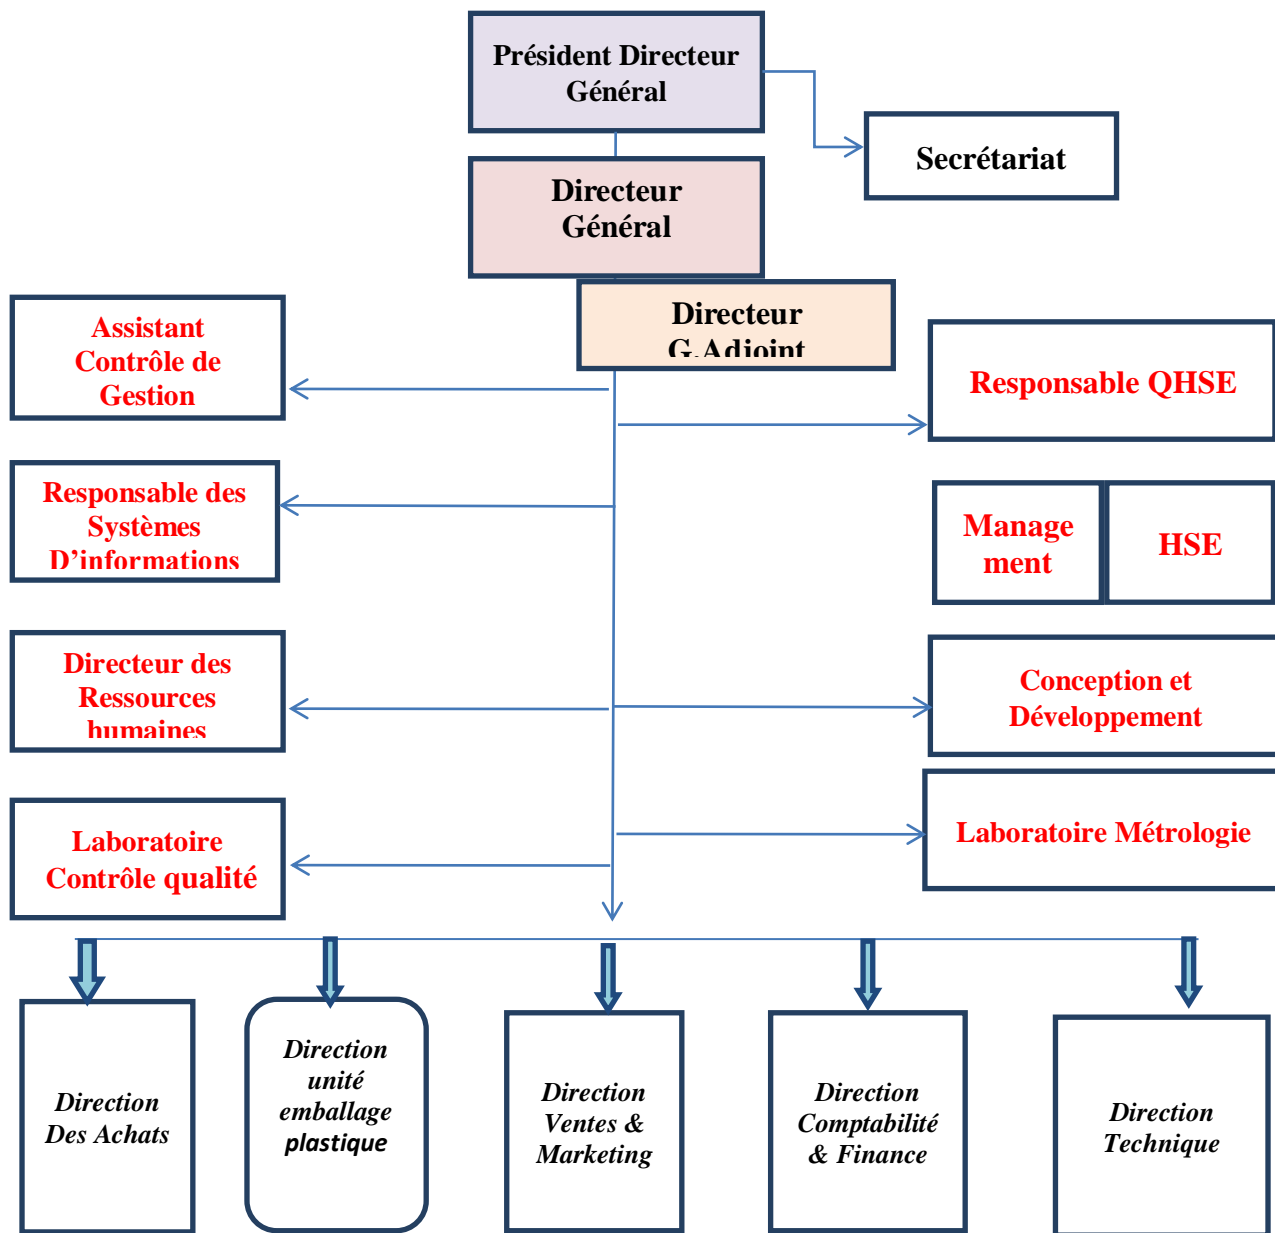 Président Directeur
Général
Secrétariat
Directeur
Général
Directeur
G.Adjoint
Assistant
Contrôle de
Gestion
Responsable QHSE
Responsable des
Systèmes
D’informations
Manage
ment
HSE
Directeur des
Ressources
humaines
Conception et
Développement
Laboratoire
Contrôle qualité
Laboratoire Métrologie
Direction
Des Achats
Direction
unité
emballage
plastique
Direction
Ventes &
Marketing
Direction
Comptabilité
& Finance
Direction
Technique